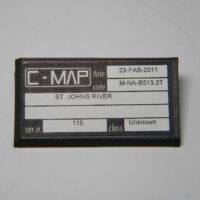 C-MAP date 23-FAB-2011
code M-NA-B513.27
ST. JOHNS RIVER
ser.n. 110 class Unknown